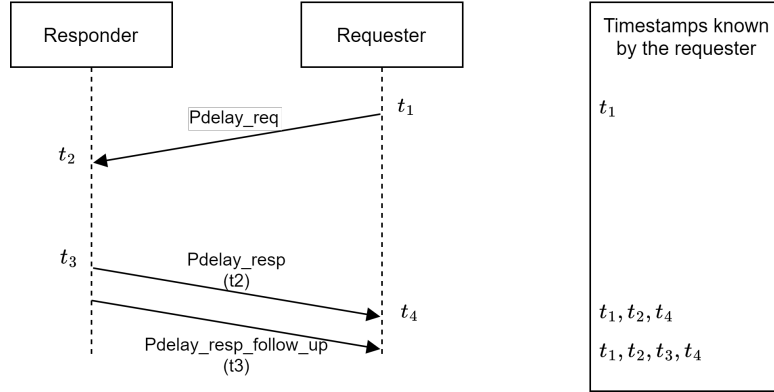 Responder
Requester
Timestamps known
by the requester
Pdelay_req
t₁
t₁
t₂
t₃
Pdelay_resp
(t2)
t₄
t₁, t₂, t₄
Pdelay_resp_follow_up
(t3)
t₁, t₂, t₃, t₄